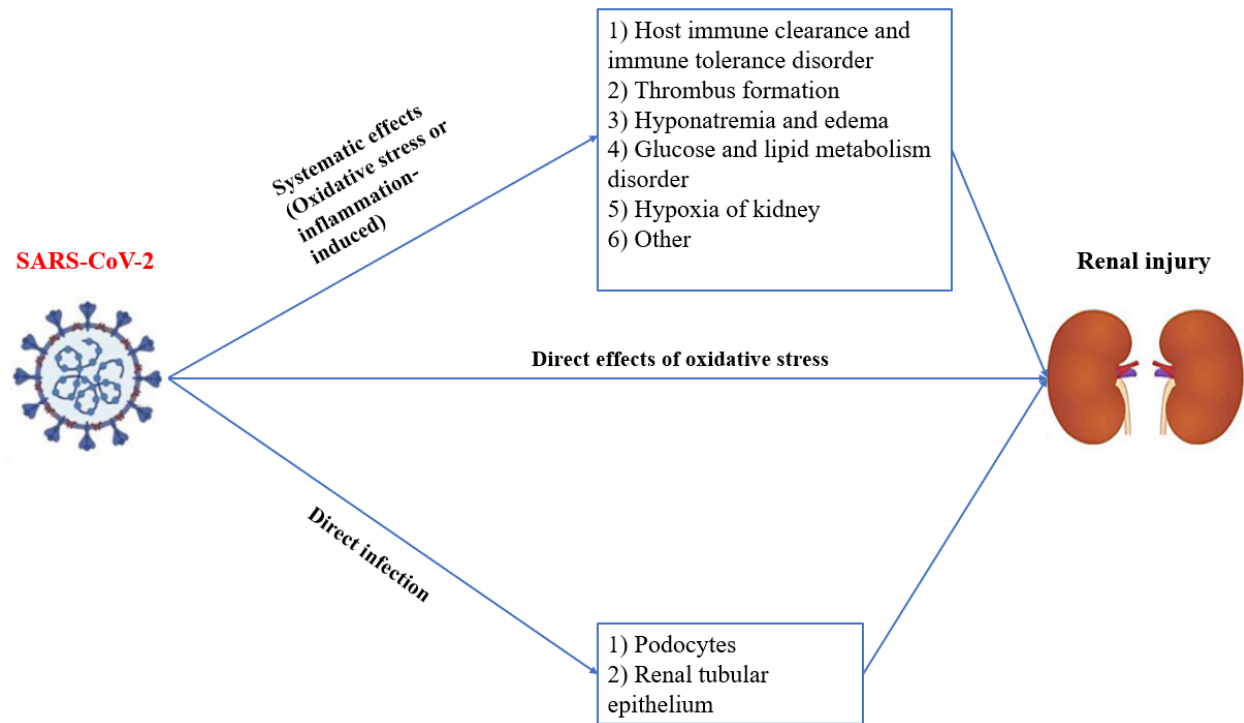 1) Host immune clearance and
immune tolerance disorder
2) Thrombus formation
3) Hyponatremia and edema
4) Glucose and lipid metabolism
disorder
5) Hypoxia of kidney
6) Other
Systematic effects
(Oxidative stress or
inflammation-
induced)
SARS-CoV-2
Renal injury
Direct effects of oxidative stress
Direct infection
1) Podocytes
2) Renal tubular
epithelium